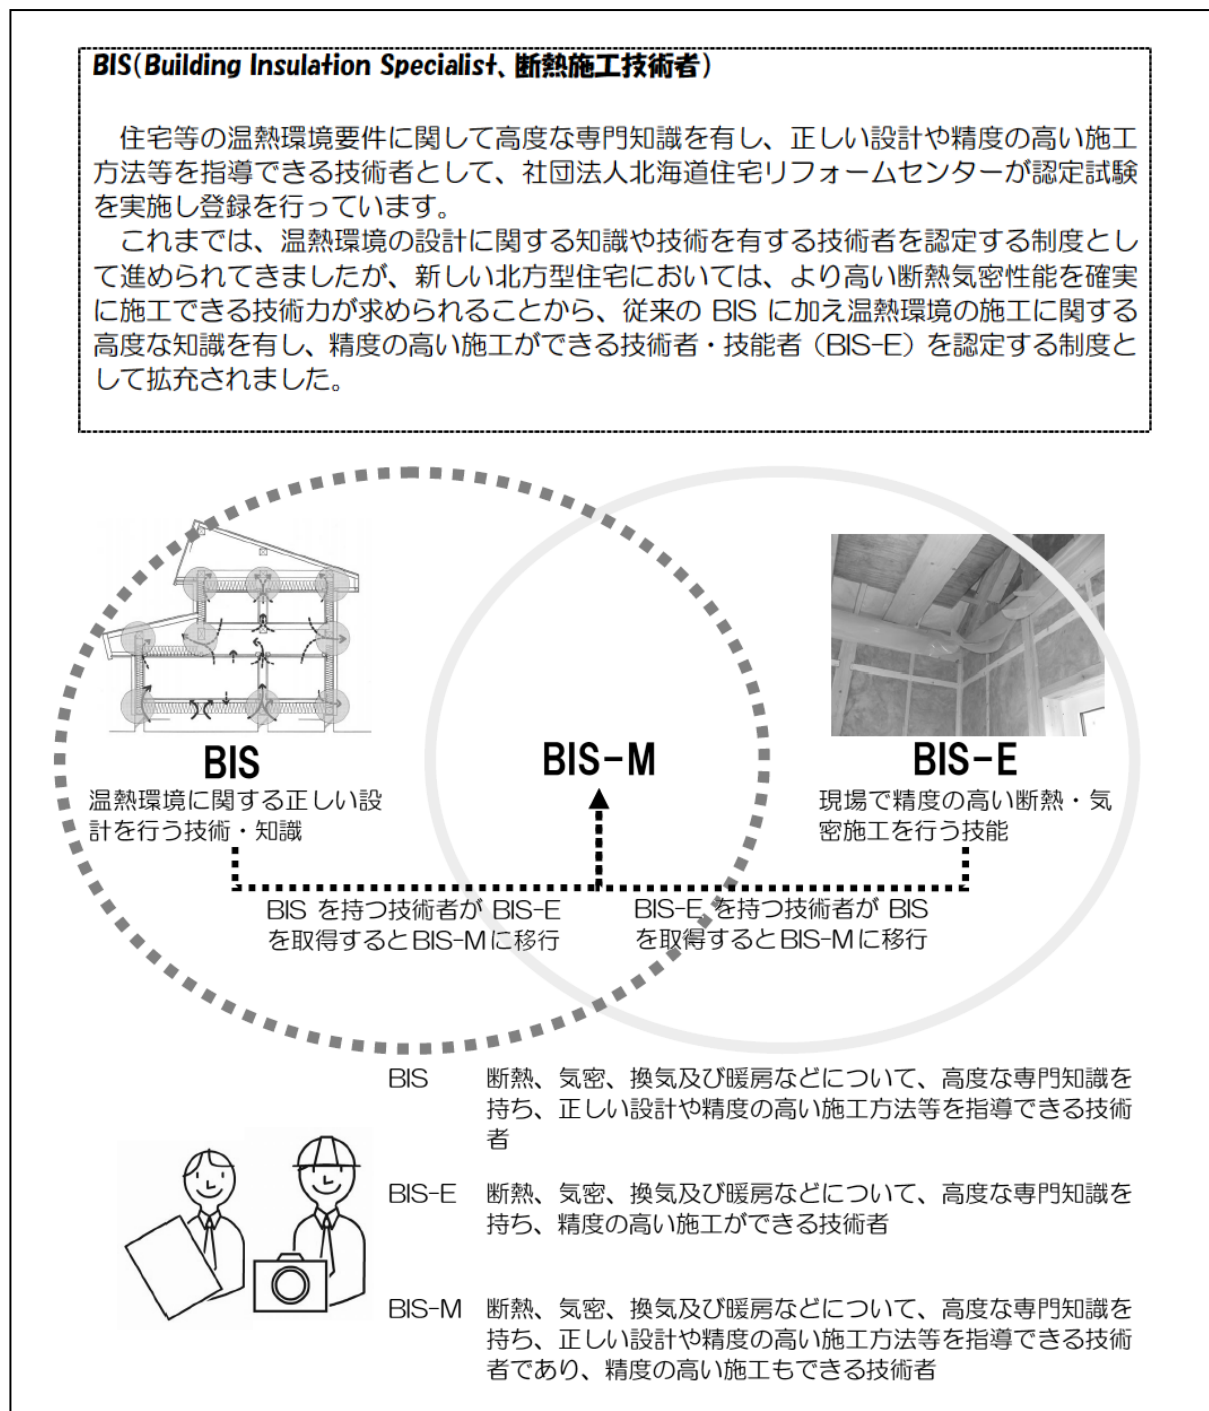 BIS(Building Insulation Specialist、断熱施工技術者)
住宅等の温熱環境要件に関して高度な専門知識を有し、正しい設計や精度の高い施工
方法等を指導できる技術者として、社団法人北海道住宅リフォームセンターが認定試験
を実施し登録を行っています。
これまでは、温熱環境の設計に関する知識や技術を有する技術者を認定する制度とし
て進められてきましたが、新しい北方型住宅においては、より高い断熱気密性能を確実
に施工できる技術力が求められることから、従来の BIS に加え温熱環境の施工に関する
高度な知識を有し、精度の高い施工ができる技術者・技能者（BIS-E）を認定する制度と
して拡充されました。
BIS
温熱環境に関する正しい設
計を行う技術・知識
BIS-M
BIS-E
現場で精度の高い断熱・気
密施工を行う技能
BIS を持つ技術者が BIS-E
を取得するとBIS-Mに移行
BIS-E を持つ技術者が BIS
を取得するとBIS-Mに移行
BIS 断熱、気密、換気及び暖房などについて、高度な専門知識を
持ち、正しい設計や精度の高い施工方法等を指導できる技術
者
BIS-E 断熱、気密、換気及び暖房などについて、高度な専門知識を
持ち、精度の高い施工ができる技術者
BIS-M 断熱、気密、換気及び暖房などについて、高度な専門知識を
持ち、正しい設計や精度の高い施工方法等を指導できる技術
者であり、精度の高い施工もできる技術者